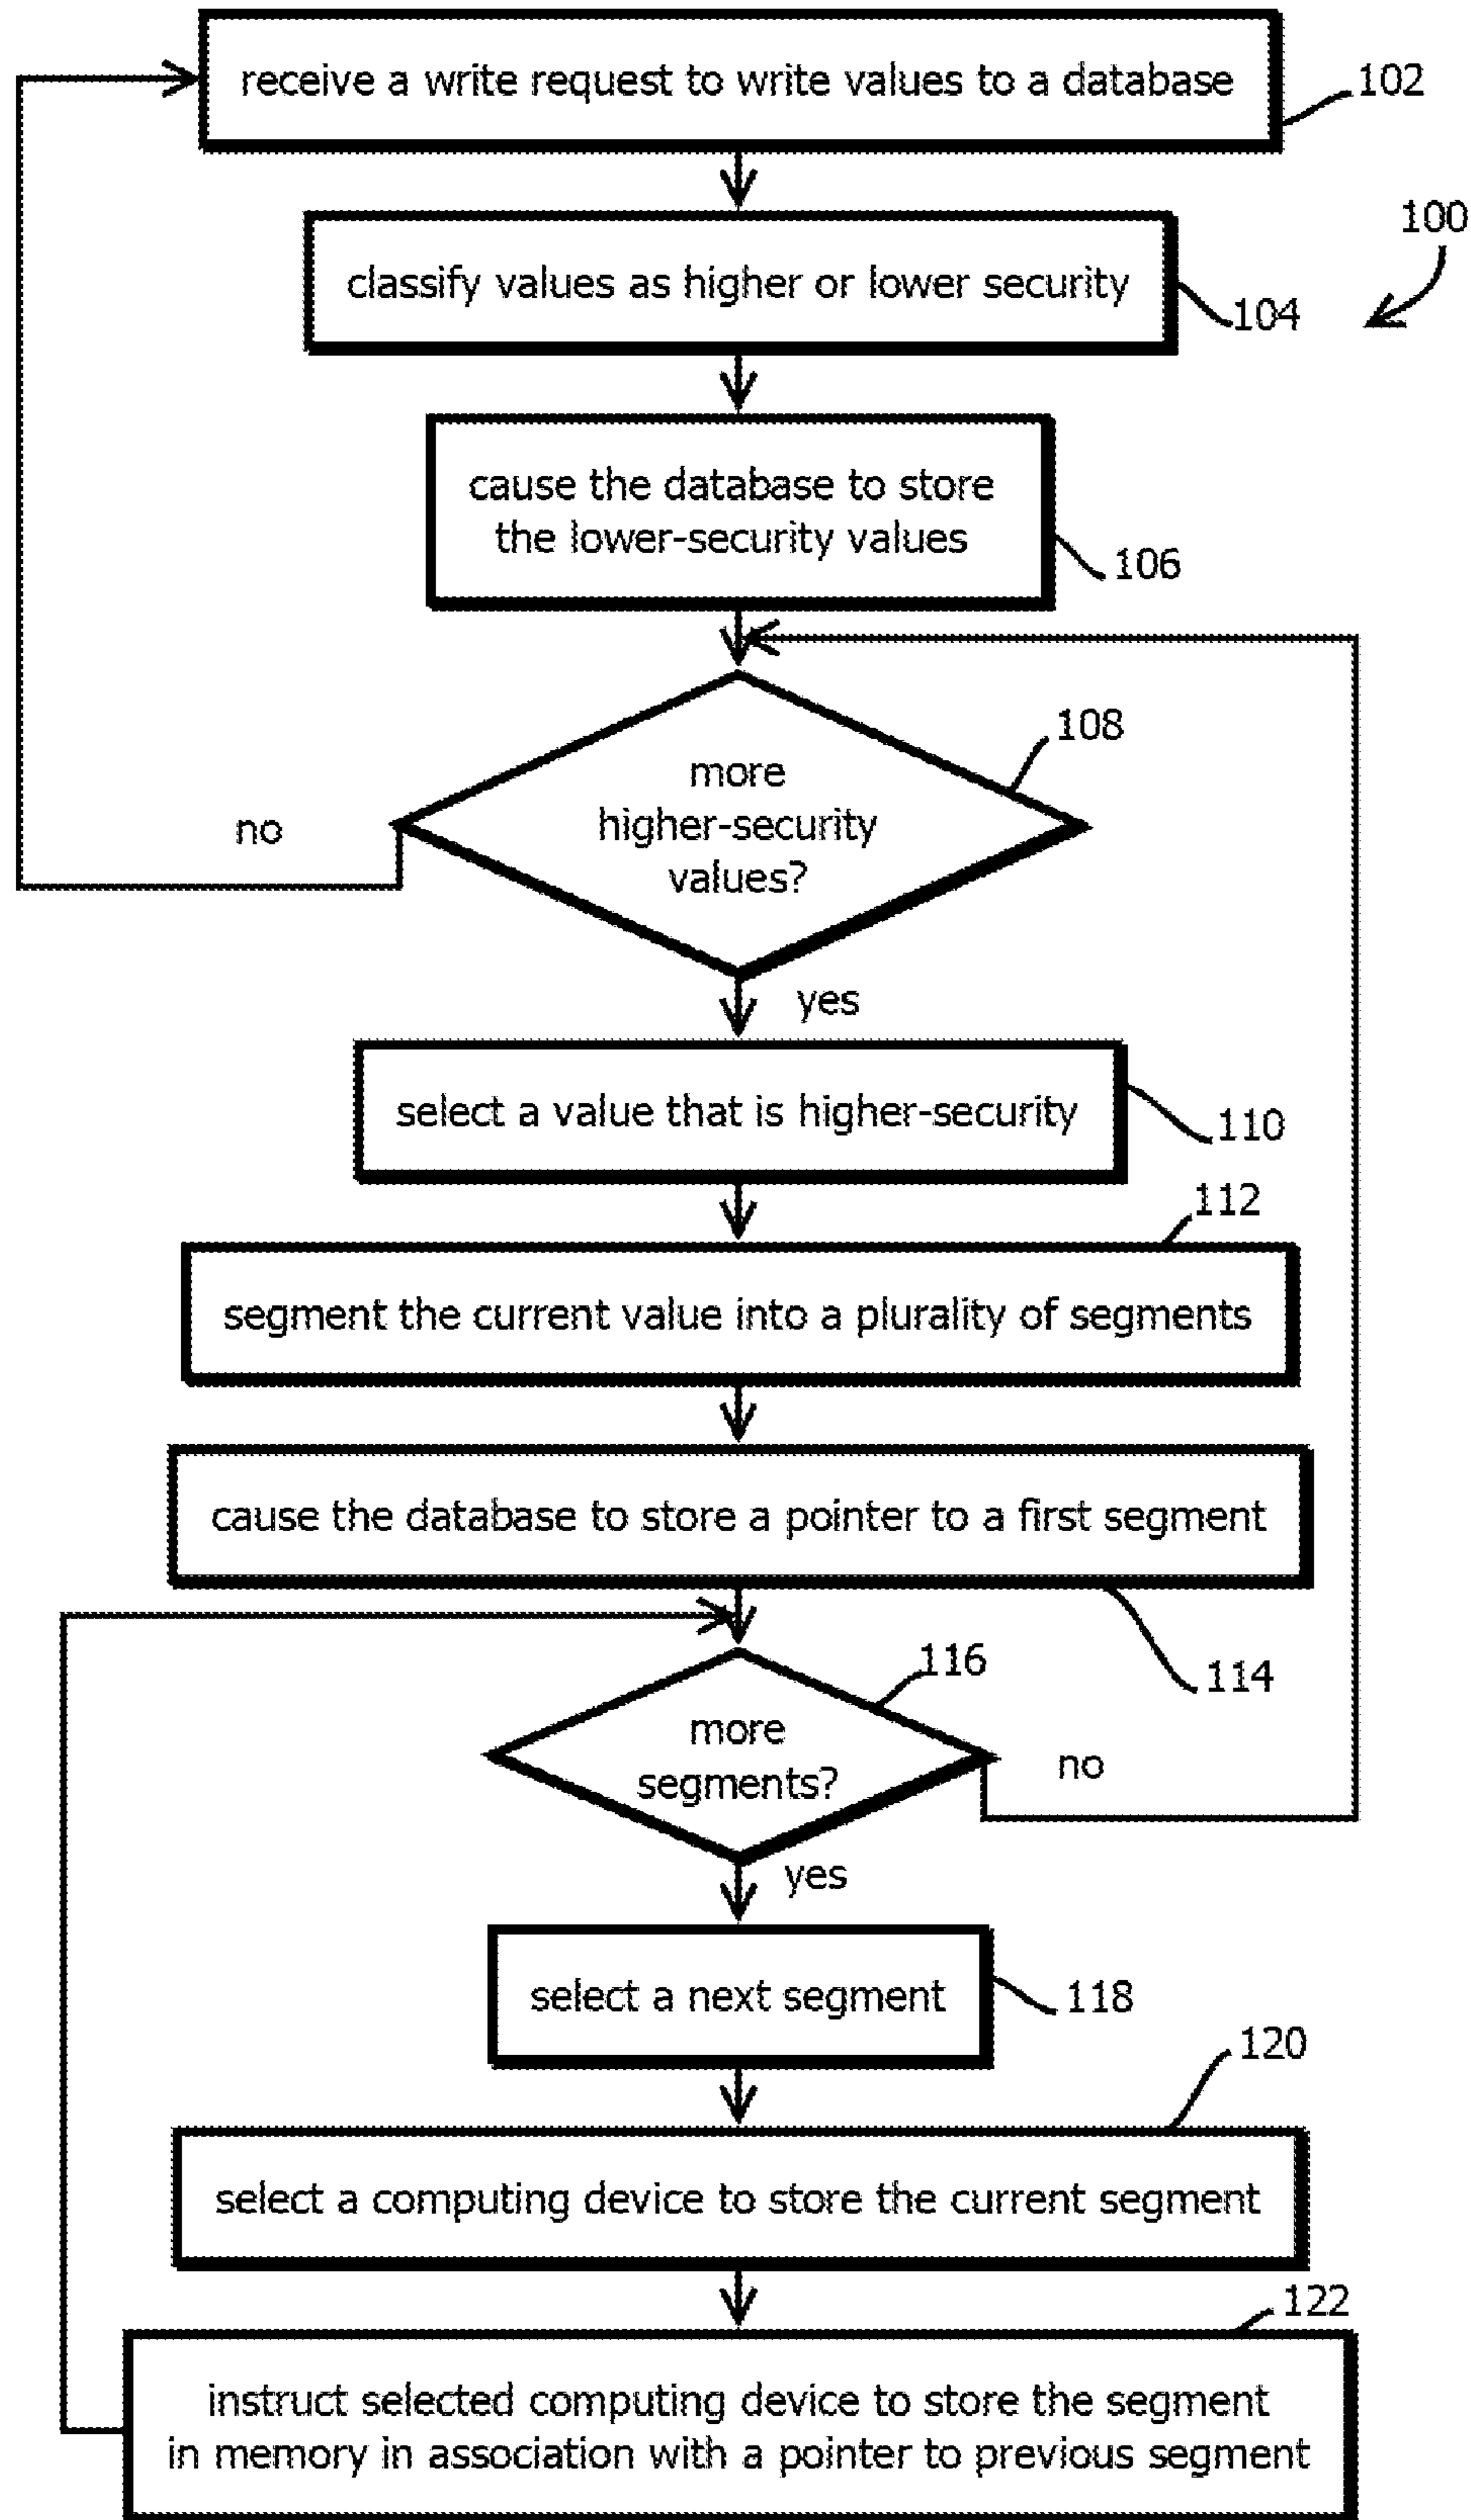 receive a write request to write values to a database
102
100
classify values as higher or lower security
104
cause the database to store
the lower-security values
106
108
more
higher-security
values?
no
yes
select a value that is higher-security
110
112
segment the current value into a plurality of segments
cause the database to store a pointer to a first segment
114
116
more
segments?
no
yes
select a next segment
118
120
select a computing device to store the current segment
122
instruct selected computing device to store the segment
in memory in association with a pointer to previous segment